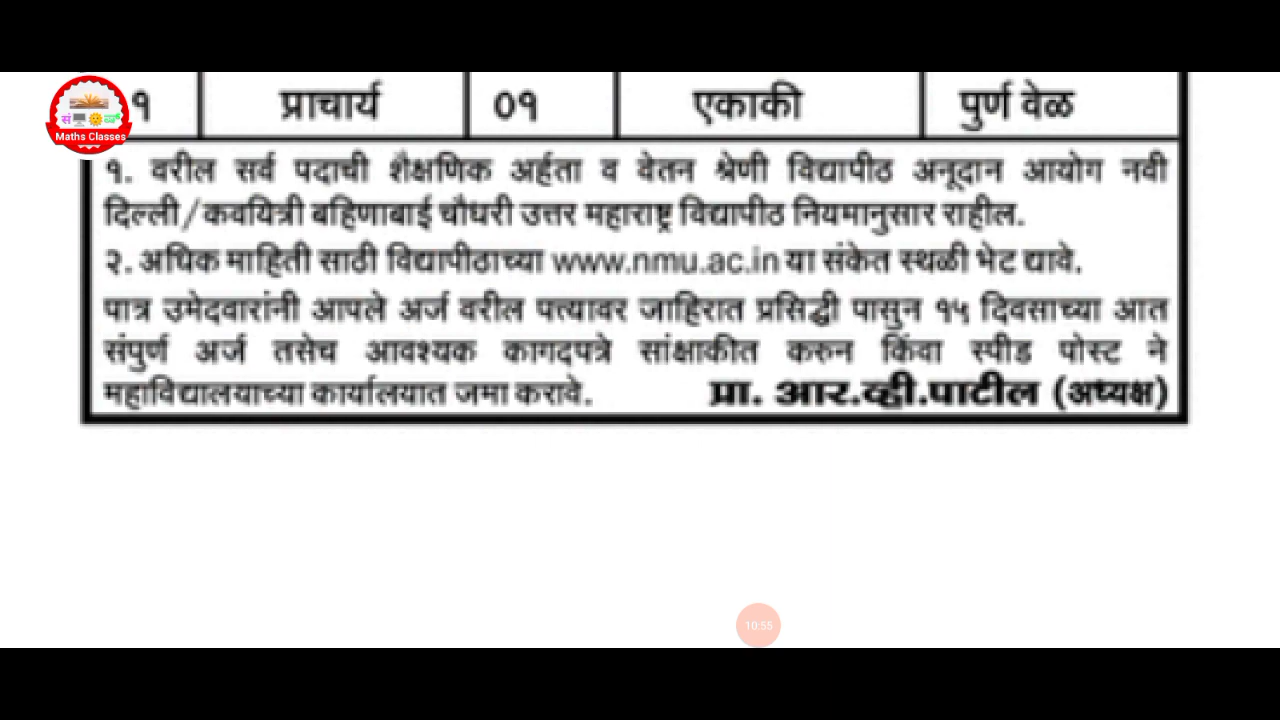 १ प्राचार्य ०१ एकाकी पुर्ण वेळ
Maths Classes
१. वरील सर्व पदाची शैक्षणिक अर्हता व वेतन श्रेणी विद्यापीठ अनूदान आयोग नवी
दिल्ली/कवयित्री बहिणाबाई चौधरी उत्तर महाराष्ट्र विद्यापीठ नियमानुसार राहील.
२. अधिक माहिती साठी विद्यापीठाच्या www.nmu.ac.in या संकेत स्थळी भेट द्यावे.
पात्र उमेदवारांनी आपले अर्ज वरील पत्त्यावर जाहिरात प्रसिद्धी पासुन १५ दिवसाच्या आत
संपुर्ण अर्ज तसेच आवश्यक कागदपत्रे सांक्षाकीत करुन किंवा स्पीड पोस्ट ने
महाविद्यालयाच्या कार्यालयात जमा करावे. प्रा. आर.व्ही.पाटील (अध्यक्ष)
10:55